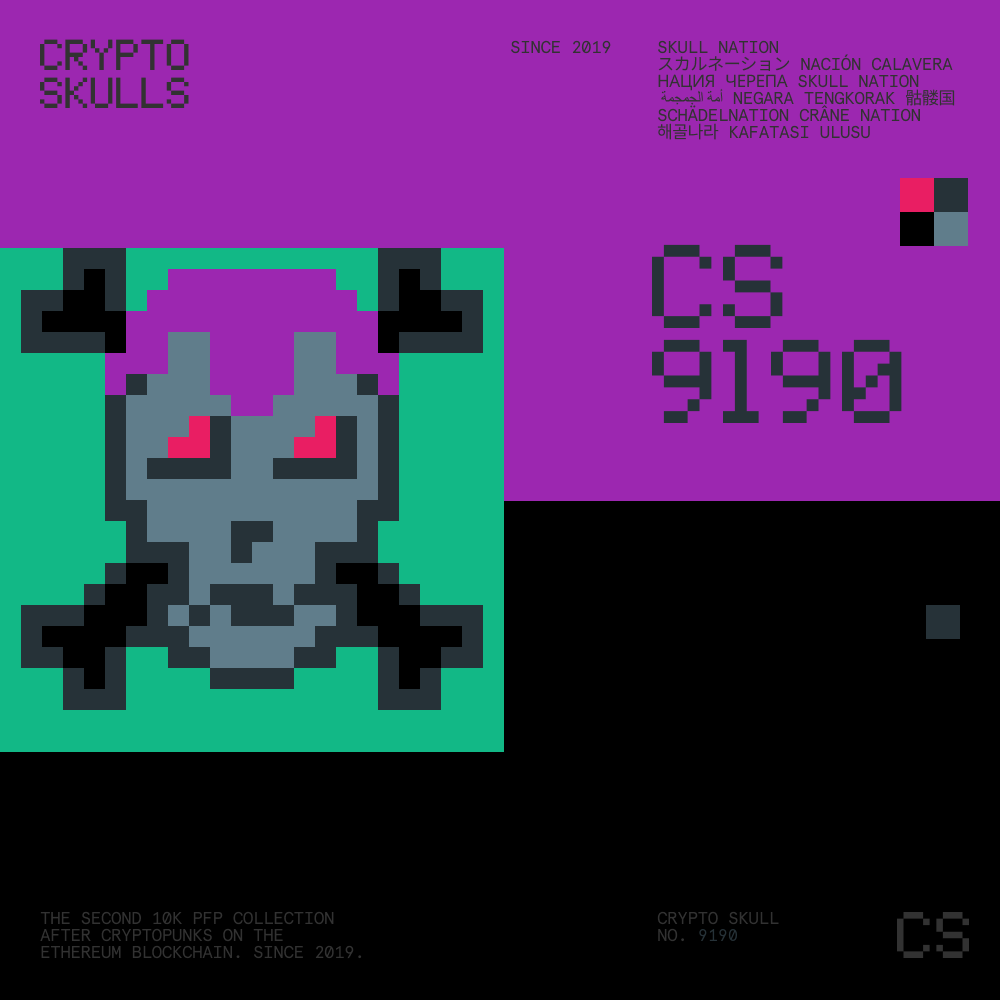 CRYPTO
SKULLS
SINCE 2019
SKULL NATION
スカルネーション NACIÓN CALAVERA
НАЦИЯ ЧЕРЕПА SKULL NATION
أمة الجمجمة NEGARA TENGKORAK 骷髅国
SCHÄDELNATION CRÂNE NATION
해골나라 KAFATASI ULUSU
CS
9190
THE SECOND 10K PFP COLLECTION
AFTER CRYPTOPUNKS ON THE
ETHEREUM BLOCKCHAIN. SINCE 2019.
CRYPTO SKULL
NO. 9190
CS